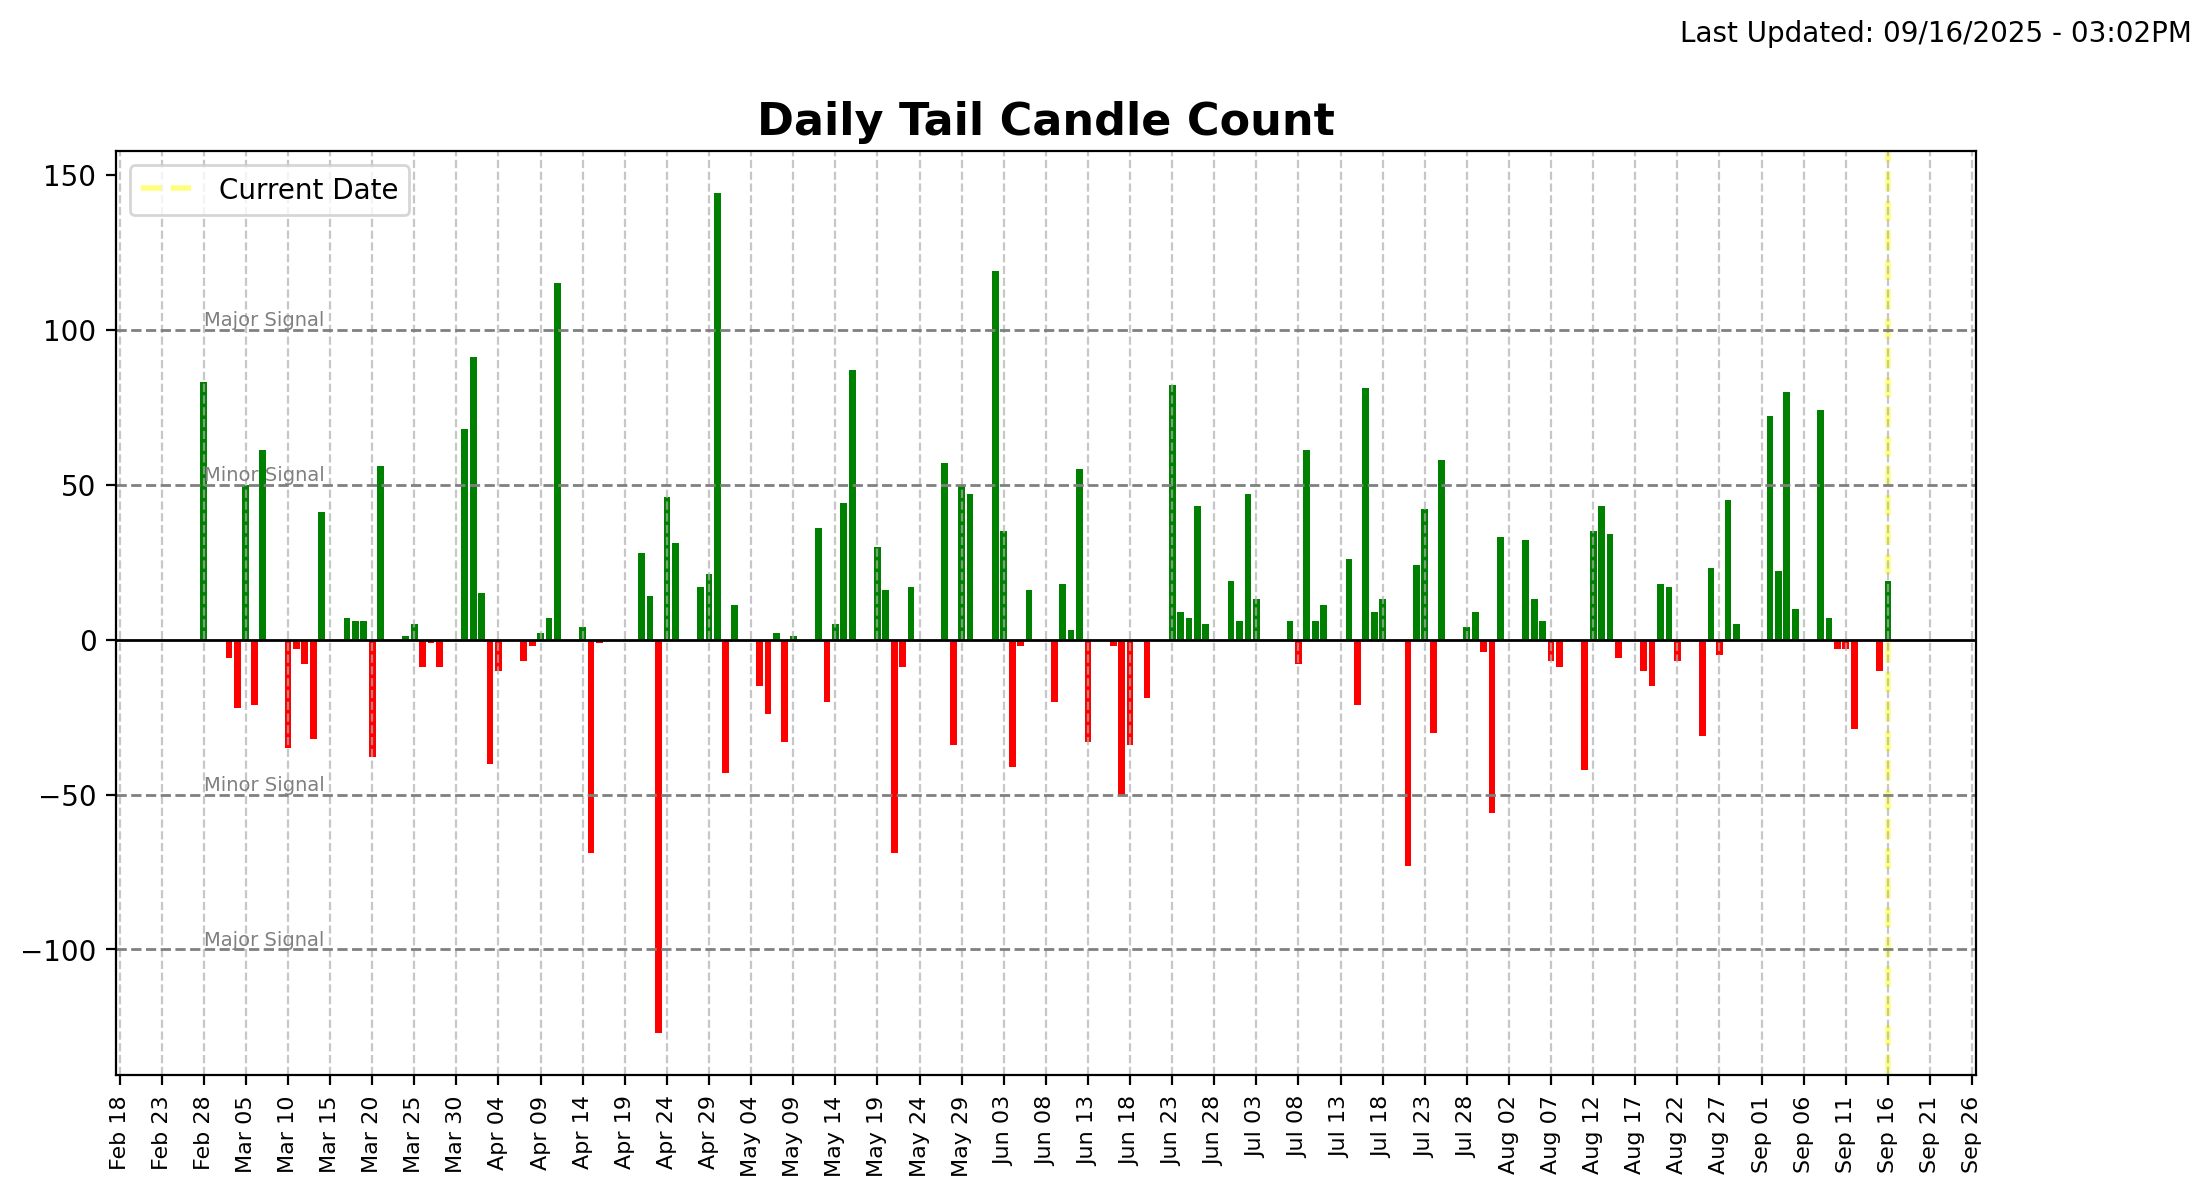 Last Updated: 09/16/2025 - 03:02PM
Daily Tail Candle Count
Current Date
150
100
50
0
−50
−100
Major Signal
Minor Signal
Minor Signal
Major Signal
Feb 18
Feb 23
Feb 28
Mar 05
Mar 10
Mar 15
Mar 20
Mar 25
Mar 30
Apr 04
Apr 09
Apr 14
Apr 19
Apr 24
Apr 29
May 04
May 09
May 14
May 19
May 24
May 29
Jun 03
Jun 08
Jun 13
Jun 18
Jun 23
Jun 28
Jul 03
Jul 08
Jul 13
Jul 18
Jul 23
Jul 28
Aug 02
Aug 07
Aug 12
Aug 17
Aug 22
Aug 27
Sep 01
Sep 06
Sep 11
Sep 16
Sep 21
Sep 26